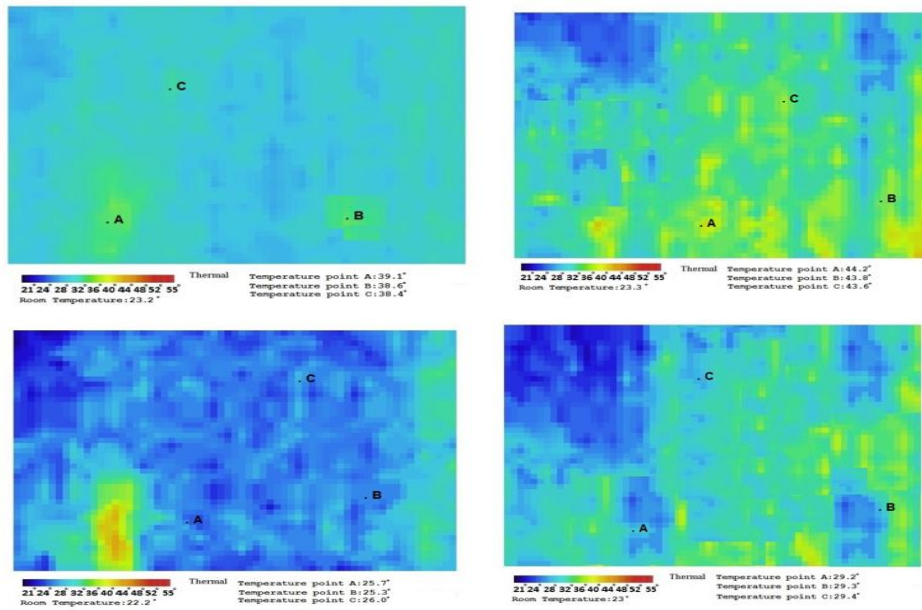 C
A
B
Thermal
Temperature point A:39.1°
21 24 28 32 36 40 44 48 52 55°
Temperature point B:38.6°
Room Temperature:23.2°
Temperature point C:38.4°
C
B
A
Thermal
Temperature point A:44.2°
21 24 28 32 36 40 44 48 52 55°
Temperature point B:43.8°
Room Temperature:23.3°
Temperature point C:43.6°
C
B
A
Thermal
Temperature point A:25.7°
21 24 28 32 36 40 44 48 52 55°
Temperature point B:25.3°
Room Temperature:22.2°
Temperature point C:26.0°
C
B
A
Thermal
Temperature point A:29.2°
21 24 28 32 36 40 44 48 52 55°
Temperature point B:29.3°
Room Temperature:23°
Temperature point C:29.4°